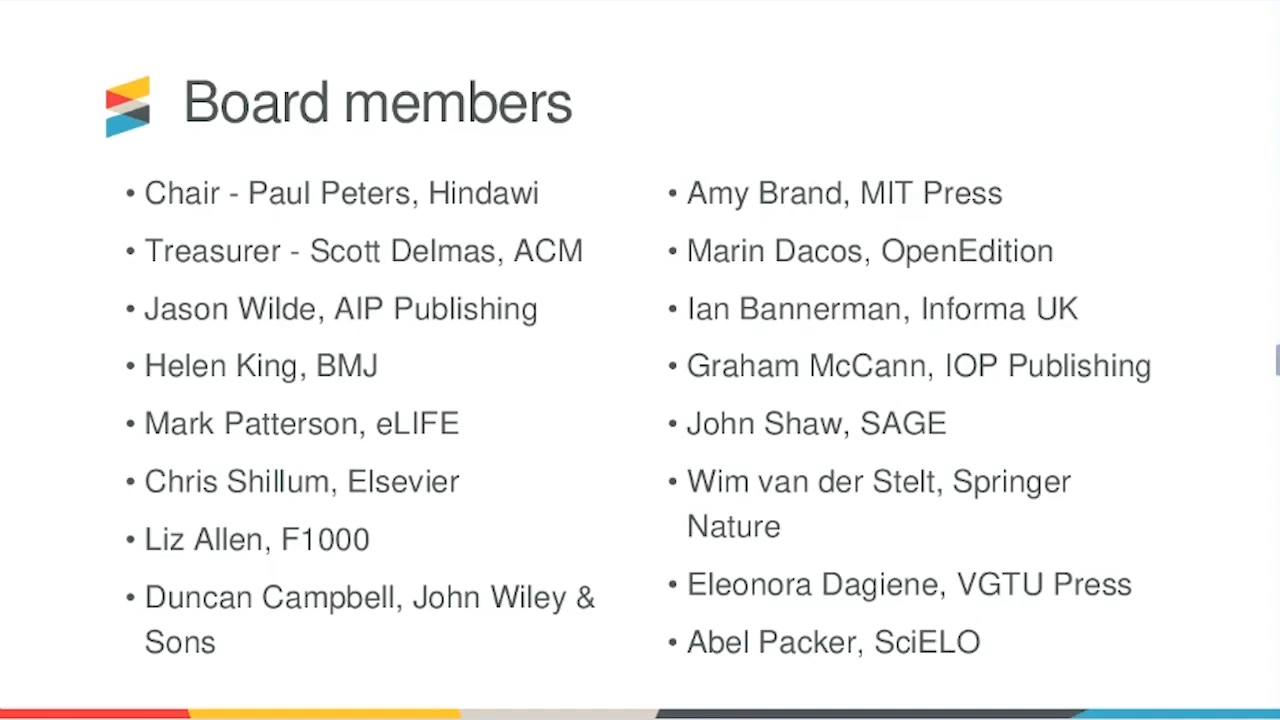 Board members
• Chair - Paul Peters, Hindawi
• Treasurer - Scott Delmas, ACM
• Jason Wilde, AIP Publishing
• Helen King, BMJ
• Mark Patterson, eLIFE
• Chris Shillum, Elsevier
• Liz Allen, F1000
• Duncan Campbell, John Wiley &
Sons
• Amy Brand, MIT Press
• Marin Dacos, OpenEdition
• Ian Bannerman, Informa UK
• Graham McCann, IOP Publishing
• John Shaw, SAGE
• Wim van der Stelt, Springer
Nature
• Eleonora Dagiene, VGTU Press
• Abel Packer, SciELO